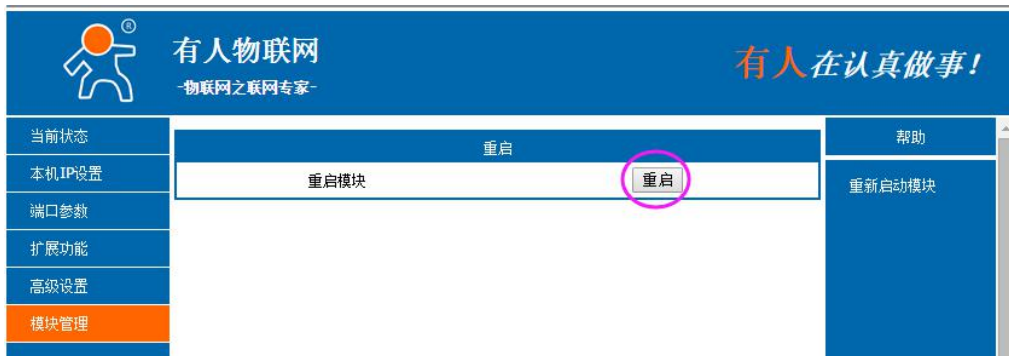 ®
有人物联网
-物联网之联网专家-
有人在认真做事!
当前状态
本机IP设置
端口参数
扩展功能
高级设置
模块管理
重启
重启模块
重启
帮助
重新启动模块